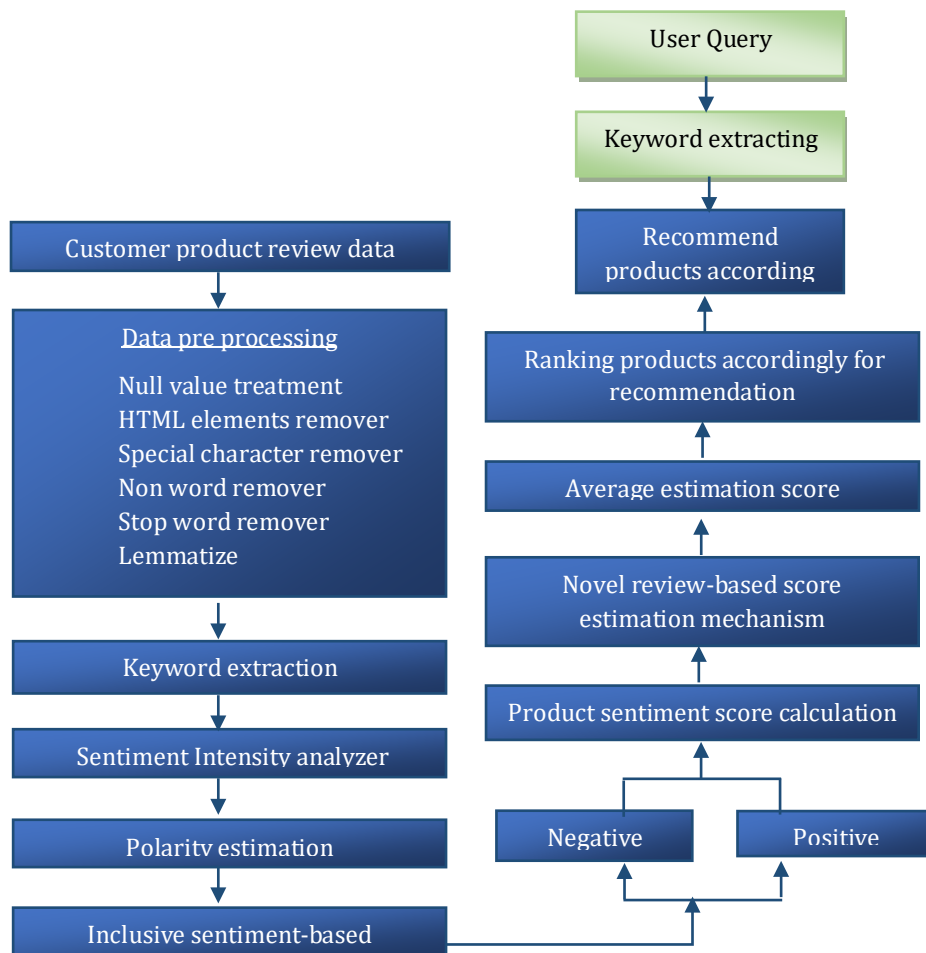 User Query
Keyword extracting
Recommend
products according
Customer product review data
Data pre processing
Null value treatment
HTML elements remover
Special character remover
Non word remover
Stop word remover
Lemmatize
Keyword extraction
Sentiment Intensity analyzer
Polarity estimation
Inclusive sentiment-based
Ranking products accordingly for
recommendation
Average estimation score
Novel review-based score
estimation mechanism
Product sentiment score calculation
Negative
Positive